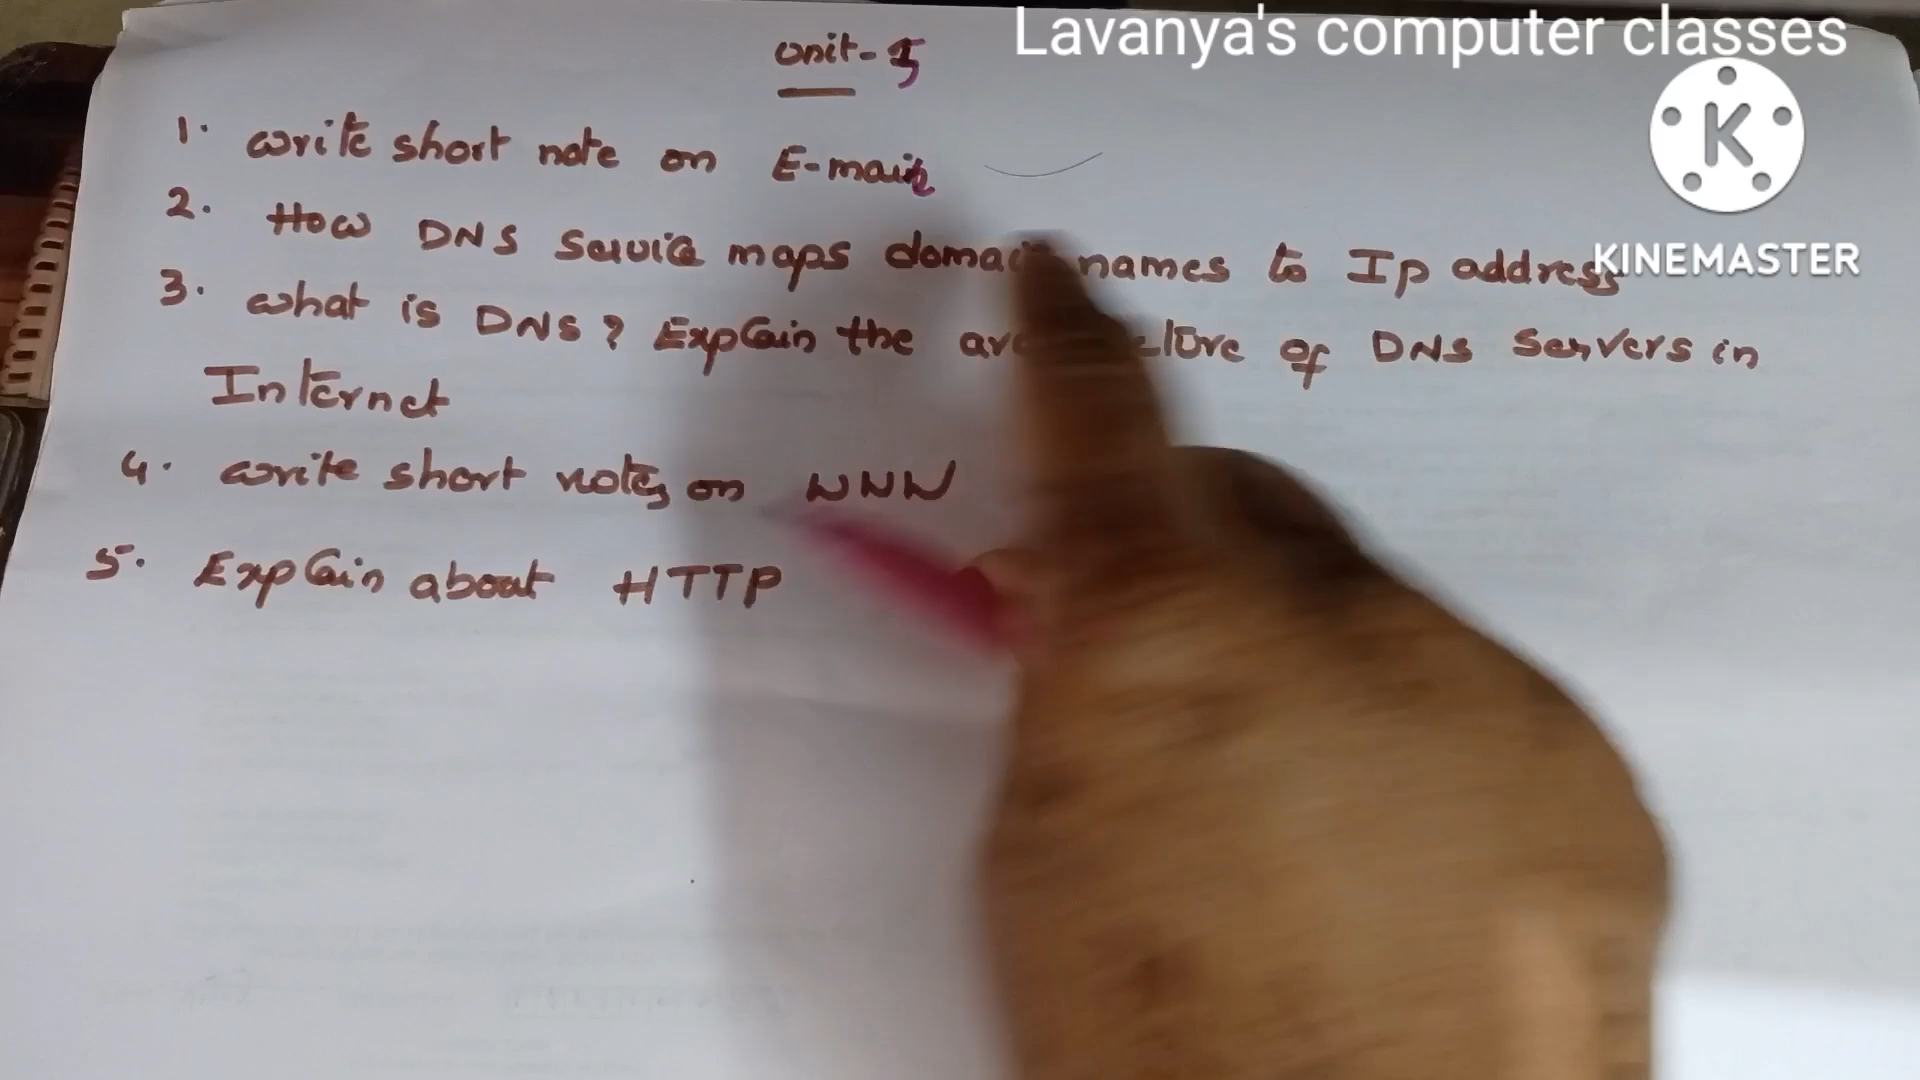 Lavanya's computer classes
unit-5
1. write short note on E-mail
2. How DNS Service maps domain names to Ip address
KINEMASTER
3. what is DNS? Explain the of DNS Servers in
Internet
4. write short notes on WWW
5. Explain about HTTP